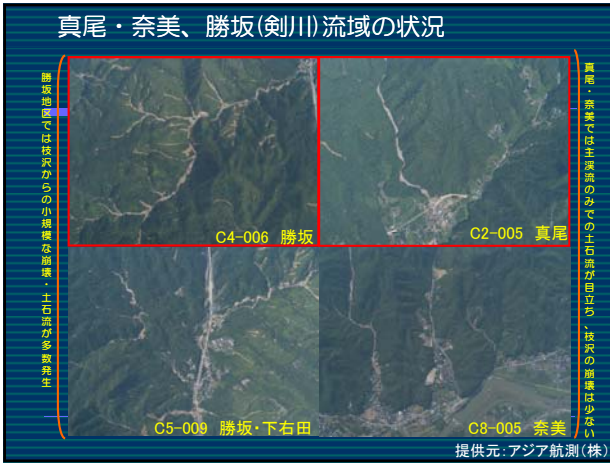 真尾・奈美、勝坂(剣川)流域の状況
勝坂地区では枝沢からの小規模な崩壊・土石流が多数発生
C4-006 勝坂
C2-005 真尾
C5-009 勝坂・下右田
C8-005 奈美
真尾・奈美では主渓流のみでの土石流が目立ち、枝沢の崩壊は少ない
提供元:アジア航測(株)